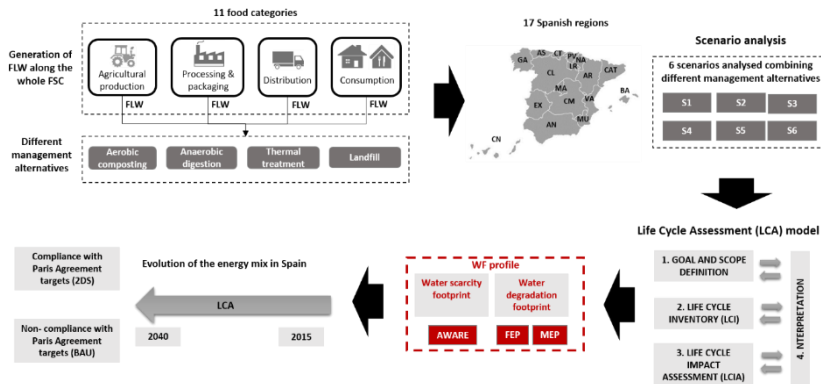 11 food categories
Generation of
FLW along the
whole FSC
Agricultural
production
Processing &
packaging
Distribution
Consumption
FLW
FLW
FLW
FLW
Different
management
alternatives
Aerobic
composting
Anaerobic
digestion
Thermal
treatment
Landfill
17 Spanish regions
GA
AS
CT
PV
NA
LR
CL
AR
CAT
MA
EX
CM
VA
BA
AN
MU
CN
Scenario analysis
6 scenarios analysed combining
different management alternatives
S1
S2
S3
S4
S5
S6
Life Cycle Assessment (LCA) model
1. GOAL AND SCOPE
DEFINITION
2. LIFE CYCLE
INVENTORY (LCI)
3. LIFE CYCLE
IMPACT
ASSESSMENT (LCIA)
4. NTERPRETATION
WF profile
Water scarcity
footprint
Water
degradation
footprint
AWARE
FEP
MEP
Evolution of the energy mix in Spain
LCA
2040
2015
Compliance with
Paris Agreement
targets (2DS)
Non- compliance with
Paris Agreement
targets (BAU)